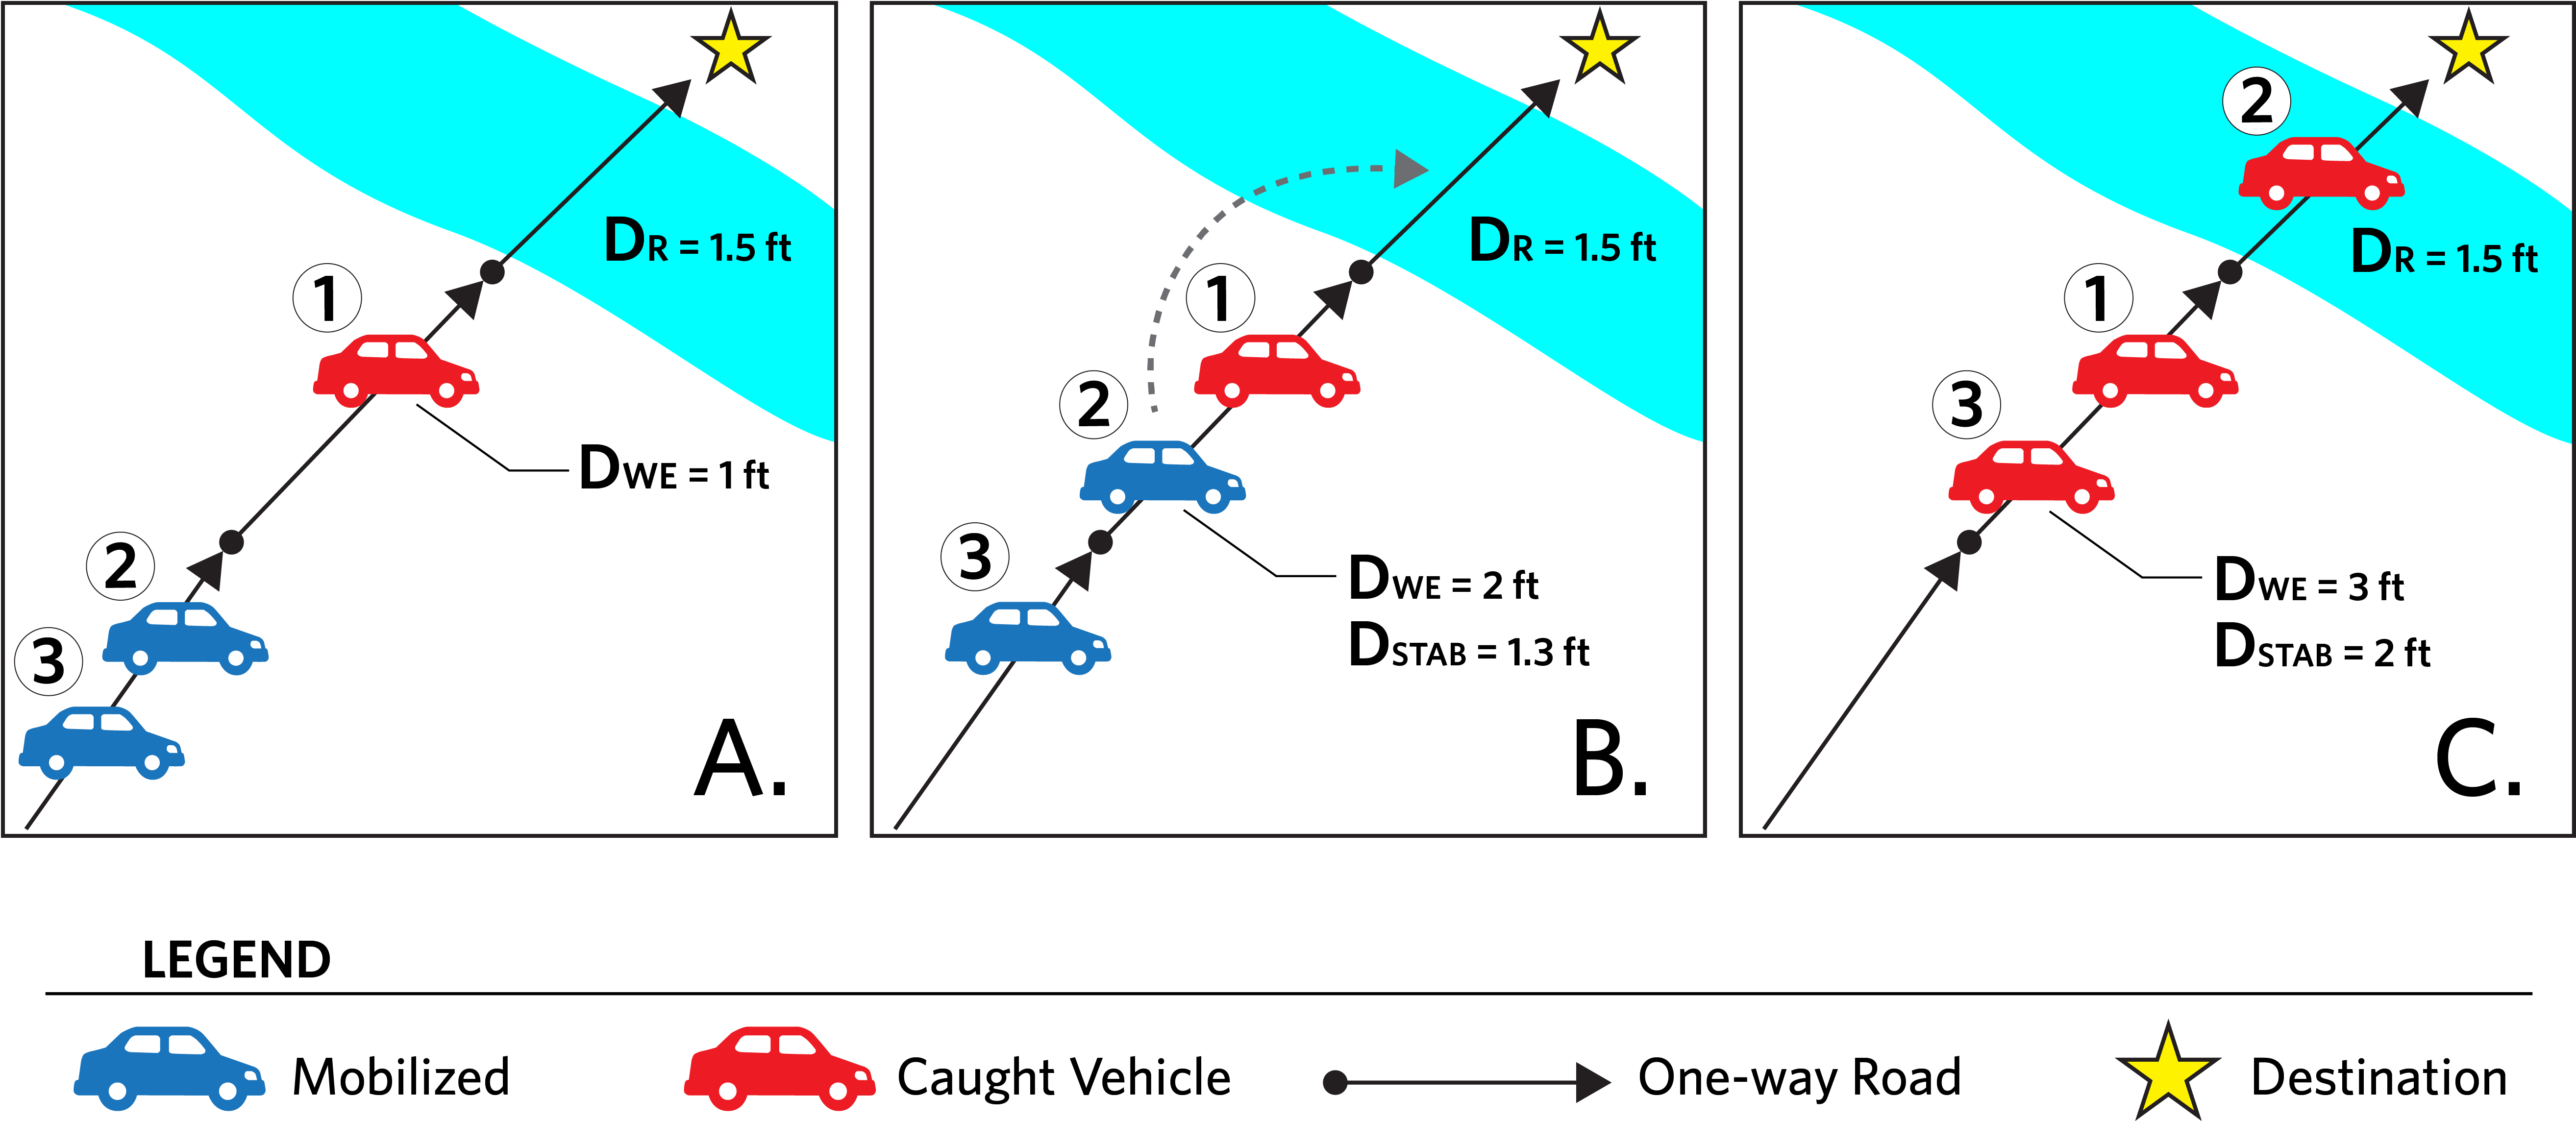 1
2
3
DR = 1.5 ft
DWE = 1 ft
A.
1
2
3
DR = 1.5 ft
DWE = 2 ft
DSTAB = 1.3 ft
B.
2
1
3
DR = 1.5 ft
DWE = 3 ft
DSTAB = 2 ft
C.
LEGEND
Mobilized
Caught Vehicle
One-way Road
Destination